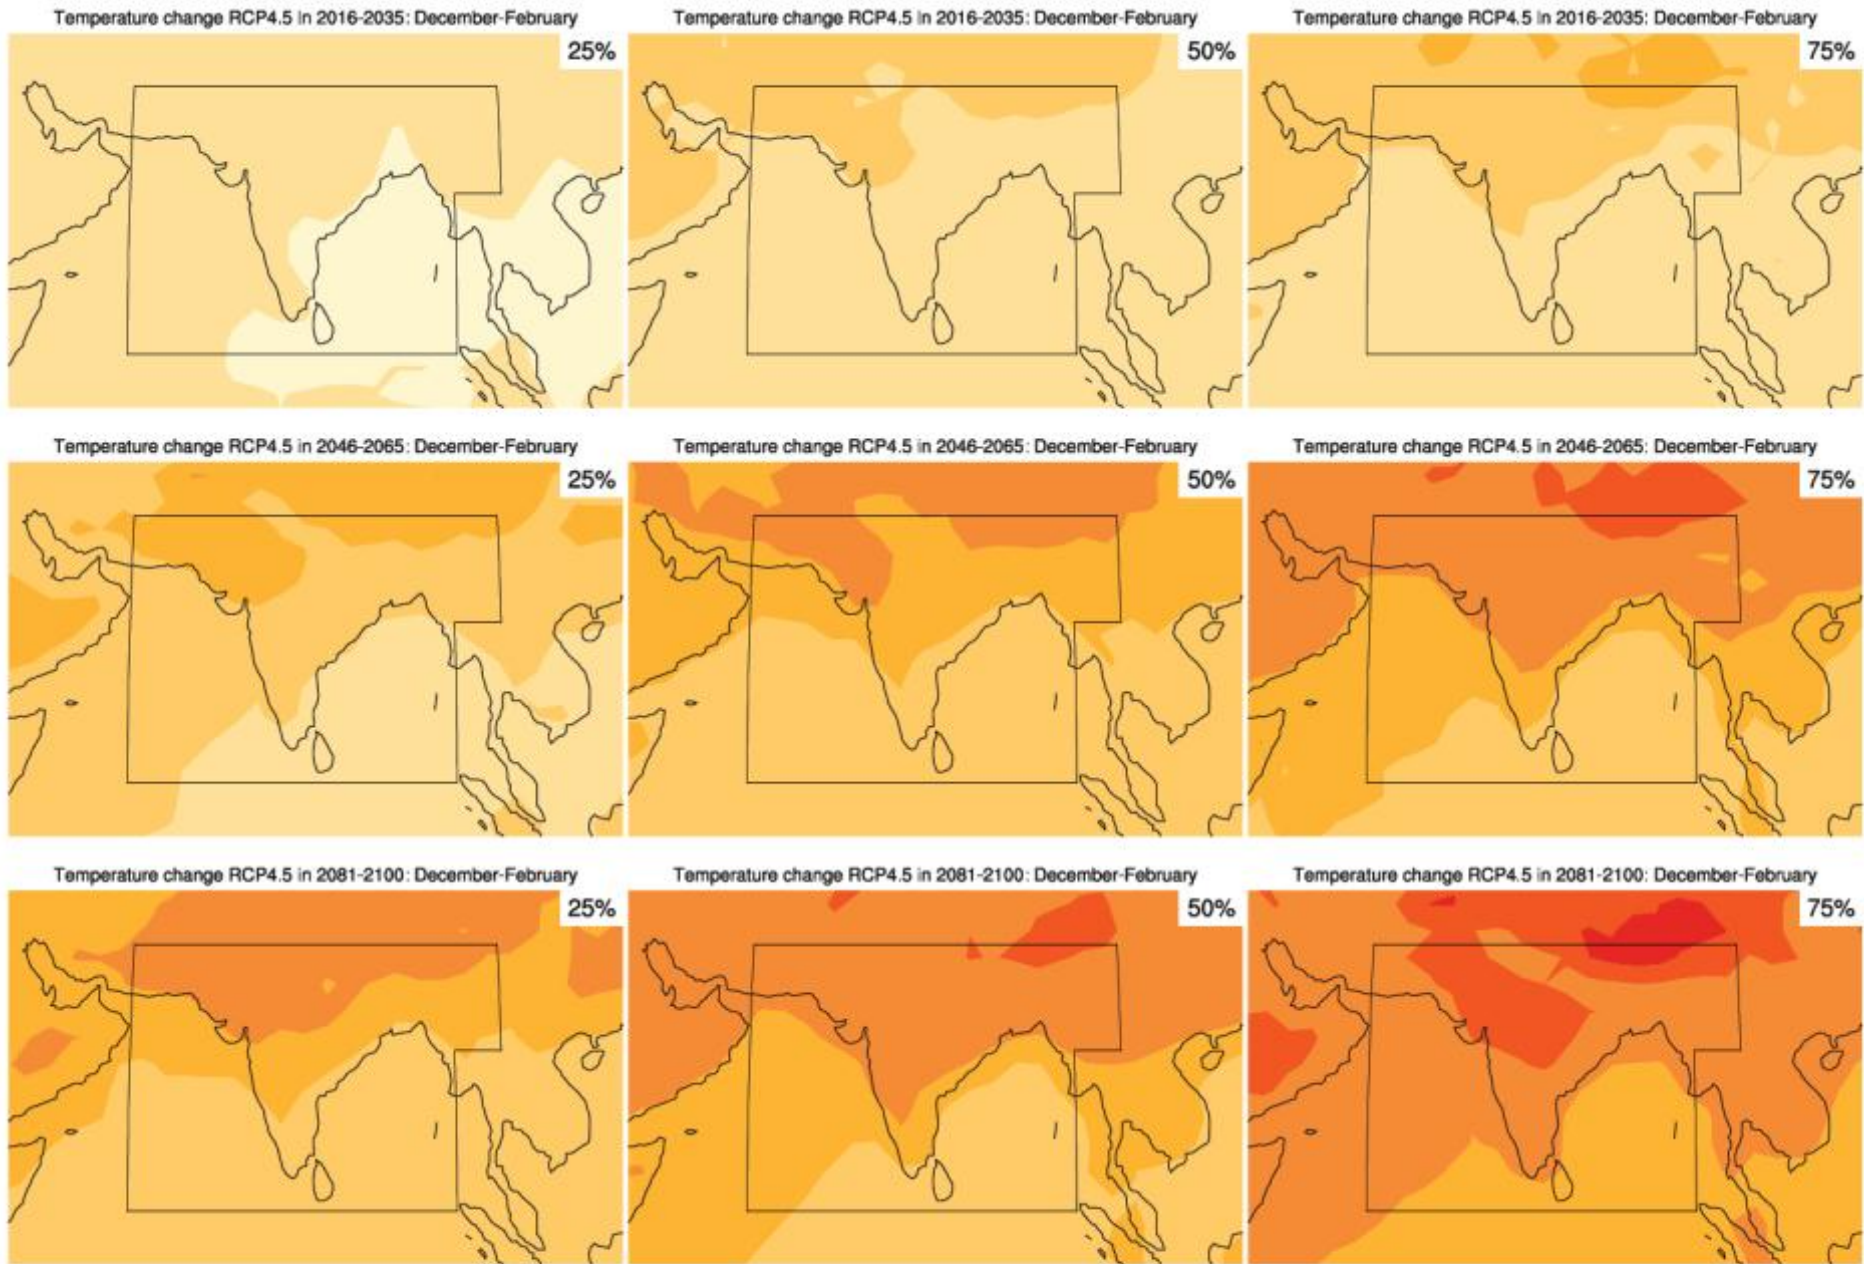 Temperature change RCP4.5 in 2016-2035: December-February
25%
Temperature change RCP4.5 in 2016-2035: December-February
50%
Temperature change RCP4.5 in 2016-2035: December-February
75%
Temperature change RCP4.5 in 2046-2065: December-February
25%
Temperature change RCP4.5 in 2046-2065: December-February
50%
Temperature change RCP4.5 in 2046-2065: December-February
75%
Temperature change RCP4.5 in 2081-2100: December-February
25%
Temperature change RCP4.5 in 2081-2100: December-February
50%
Temperature change RCP4.5 in 2081-2100: December-February
75%